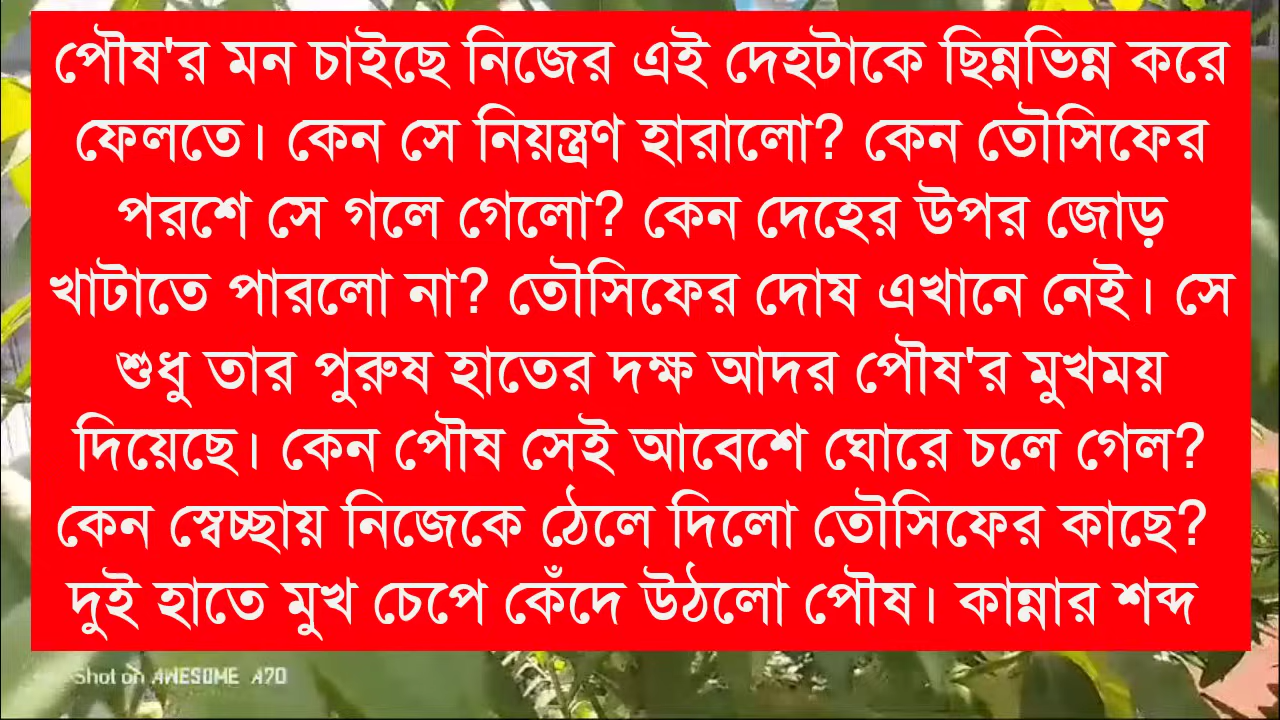 পৌষ'র মন চাইছে নিজের এই দেহটাকে ছিন্নভিন্ন করে
ফেলতে। কেন সে নিয়ন্ত্রণ হারালো? কেন তৌসিফের
পরশে সে গলে গেলো? কেন দেহের উপর জোড়
খাটাতে পারলো না? তৌসিফের দোষ এখানে নেই। সে
শুধু তার পুরুষ হাতের দক্ষ আদর পৌষ'র মুখময়
দিয়েছে। কেন পৌষ সেই আবেশে ঘোরে চলে গেল?
কেন স্বেচ্ছায় নিজেকে ঠেলে দিলো তৌসিফের কাছে?
দুই হাতে মুখ চেপে কেঁদে উঠলো পৌষ। কান্নার শব্দ
Shot on AWESOME A70